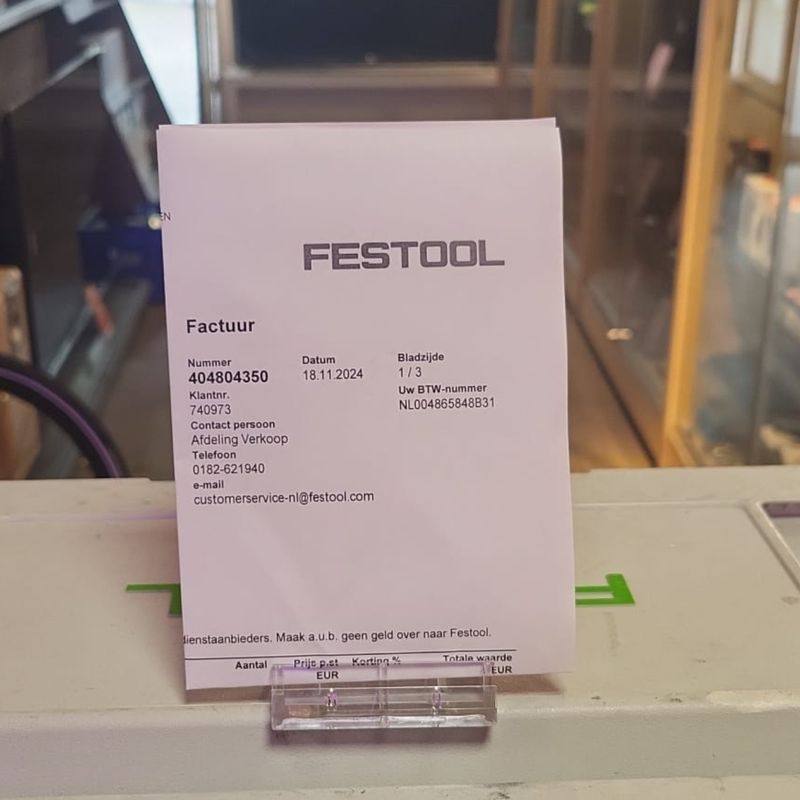 EN
FESTOOL
Factuur
Nummer Datum Bladzijde
404804350 18.11.2024 1 / 3
Klantnr. Uw BTW-nummer
740973 NL004865848B31
Contact persoon
Afdeling Verkoop
Telefoon
0182-621940
e-mail
customerservice-nl@festool.com
dienstaanbieders. Maak a.u.b. geen geld over naar Festool.
Aantal Prijs p.st Korting % Totale waarde
EUR EUR